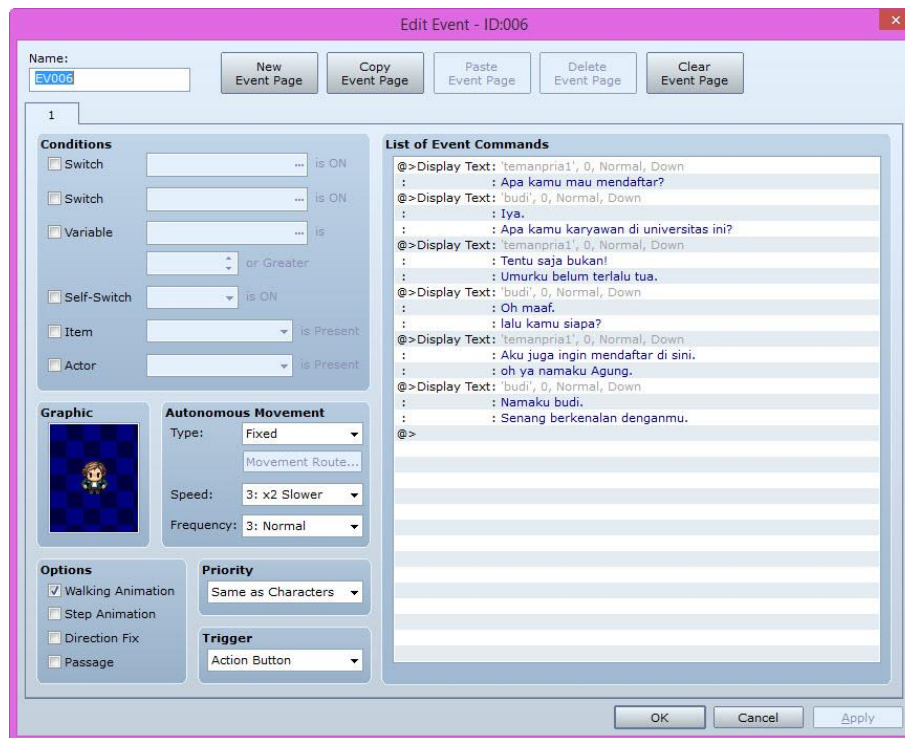 Edit Event - ID:006
Name:
EV006
New
Event Page
Copy
Event Page
Paste
Event Page
Delete
Event Page
Clear
Event Page
1
Conditions
Switch ... is ON
Switch ... is ON
Variable ... is
or Greater
Self-Switch is ON
Item is Present
Actor is Present
Graphic
Autonomous Movement
Type: Fixed
Movement Route...
Speed: 3: x2 Slower
Frequency: 3: Normal
Options
Walking Animation
Step Animation
Direction Fix
Passage
Priority
Same as Characters
Trigger
Action Button
List of Event Commands
@>Display Text: 'temanpria1', 0, Normal, Down
: : Apa kamu mau mendaftar?
@>Display Text: 'budi', 0, Normal, Down
: : Iya.
: : Apa kamu karyawan di universitas ini?
@>Display Text: 'temanpria1', 0, Normal, Down
: : Tentu saja bukan!
: : Umurku belum terlalu tua.
@>Display Text: 'budi', 0, Normal, Down
: : Oh maaf.
: : lalu kamu siapa?
@>Display Text: 'temanpria1', 0, Normal, Down
: : Aku juga ingin mendaftar di sini.
: : oh ya namaku Agung.
@>Display Text: 'budi', 0, Normal, Down
: : Namaku budi.
: : Senang berkenalan denganmu.
@>
OK
Cancel
Apply